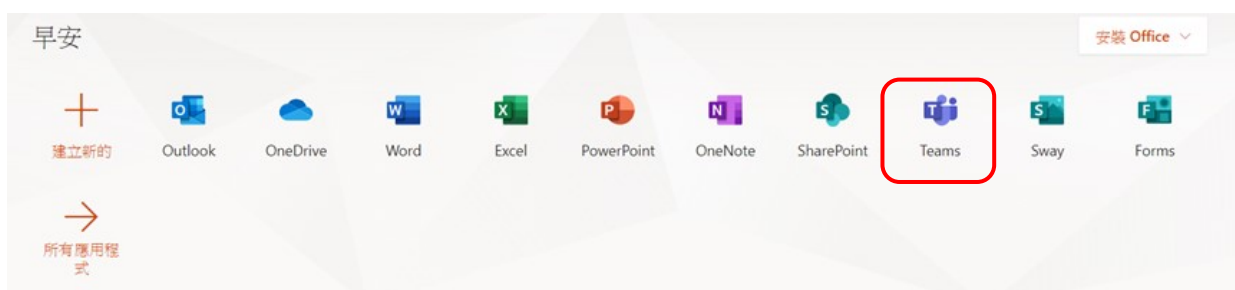 早安
安裝 Office
建立新的
Outlook
OneDrive
Word
Excel
PowerPoint
OneNote
SharePoint
Teams
Sway
Forms
所有應用程
式